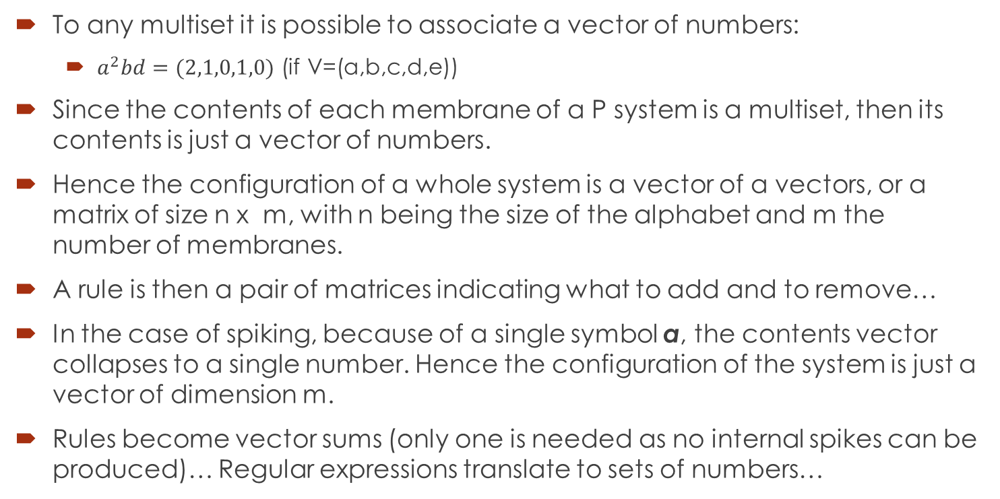 To any multiset it is possible to associate a vector of numbers:
a²bd = (2,1,0,1,0) (if V=(a,b,c,d,e))
Since the contents of each membrane of a P system is a multiset, then its
contents is just a vector of numbers.
Hence the configuration of a whole system is a vector of a vectors, or a
matrix of size n x  m, with n being the size of the alphabet and m the
number of membranes.
A rule is then a pair of matrices indicating what to add and to remove…
In the case of spiking, because of a single symbol a, the contents vector
collapses to a single number. Hence the configuration of the system is just a
vector of dimension m.
Rules become vector sums (only one is needed as no internal spikes can be
produced)… Regular expressions translate to sets of numbers…